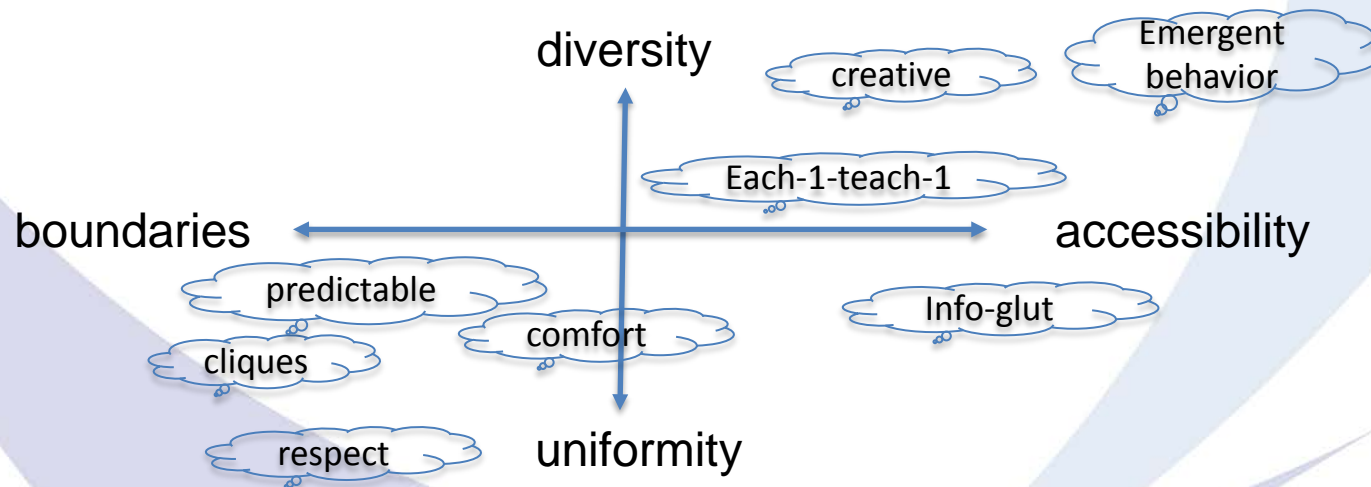 Emergent
behavior
diversity
creative
Each-1-teach-1
boundaries
accessibility
predictable
Info-glut
comfort
cliques
respect
uniformity